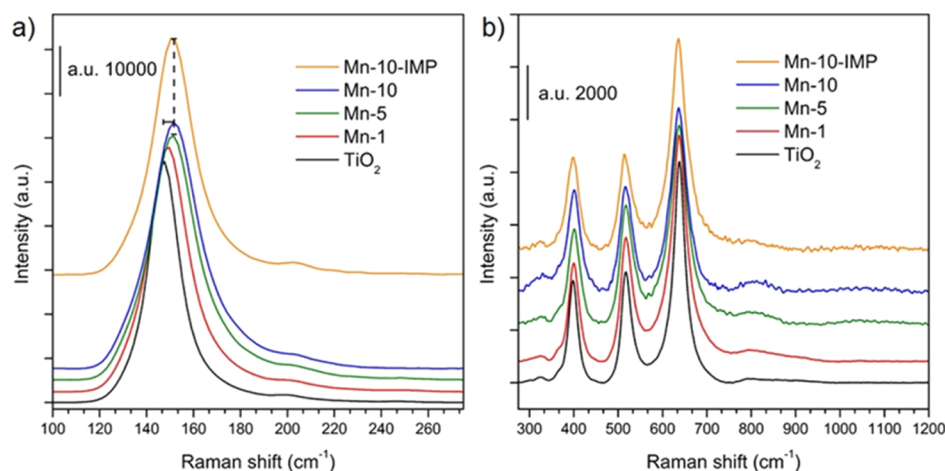 a)
a.u. 10000
Mn-10-IMP
Mn-10
Mn-5
Mn-1
TiO₂
Intensity (a.u.)
100 120 140 160 180 200 220 240 260
Raman shift (cm⁻¹)
b)
a.u. 2000
Mn-10-IMP
Mn-10
Mn-5
Mn-1
TiO₂
Intensity (a.u.)
300 400 500 600 700 800 900 1000 1100 1200
Raman shift (cm⁻¹)